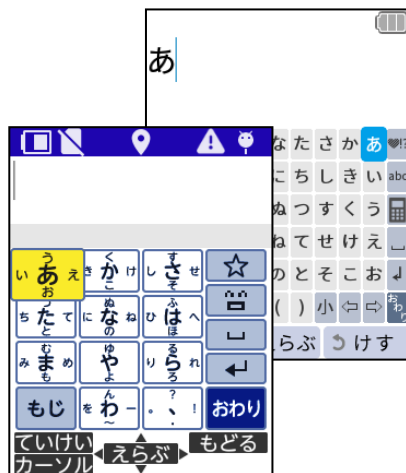 あ
な た さ か あ ♥!?
に ち し き い abc
ぬ つ す く う
ね て せ け え
の と そ こ お
( ) 小 ⇦ ⇨ おわり
らぶ けす
う
い あ え
お
く
き か け
こ
す
し さ せ
そ
つ
ち た て
と
ぬ
に な ね
の
ふ
ひ は へ
ほ
む
み ま め
も
ゆ
や
よ
る
り ら れ
ろ
もじ
ん
を わ ー
～
?
。 、 !
おわり
ていけい
カーソル
えらぶ
もどる